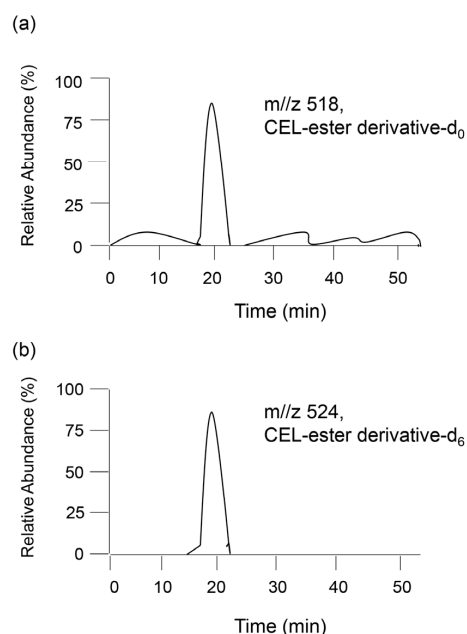 (a)
100
75
50
25
0
Relative Abundance (%)
m//z 518,
CEL-ester derivative-d₀
0 10 20 30 40 50
Time (min)
(b)
100
75
50
25
0
Relative Abundance (%)
m//z 524,
CEL-ester derivative-d₆
0 10 20 30 40 50
Time (min)